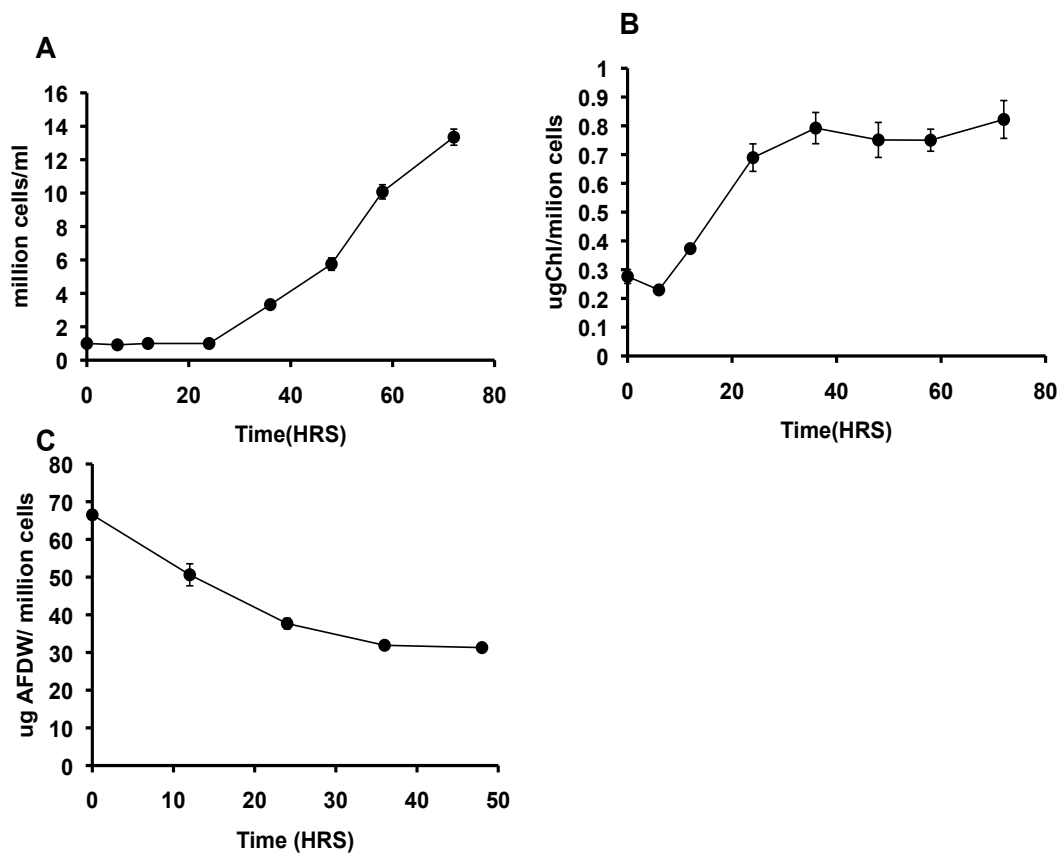 A
million cells/ml
16
14
12
10
8
6
4
2
0
0 20 40 60 80
Time(HRS)
B
ugChl/milion cells
1
0.9
0.8
0.7
0.6
0.5
0.4
0.3
0.2
0.1
0
0 20 40 60 80
Time(HRS)
C
ug AFDW/ million cells
80
70
60
50
40
30
20
10
0
0 10 20 30 40 50
Time (HRS)